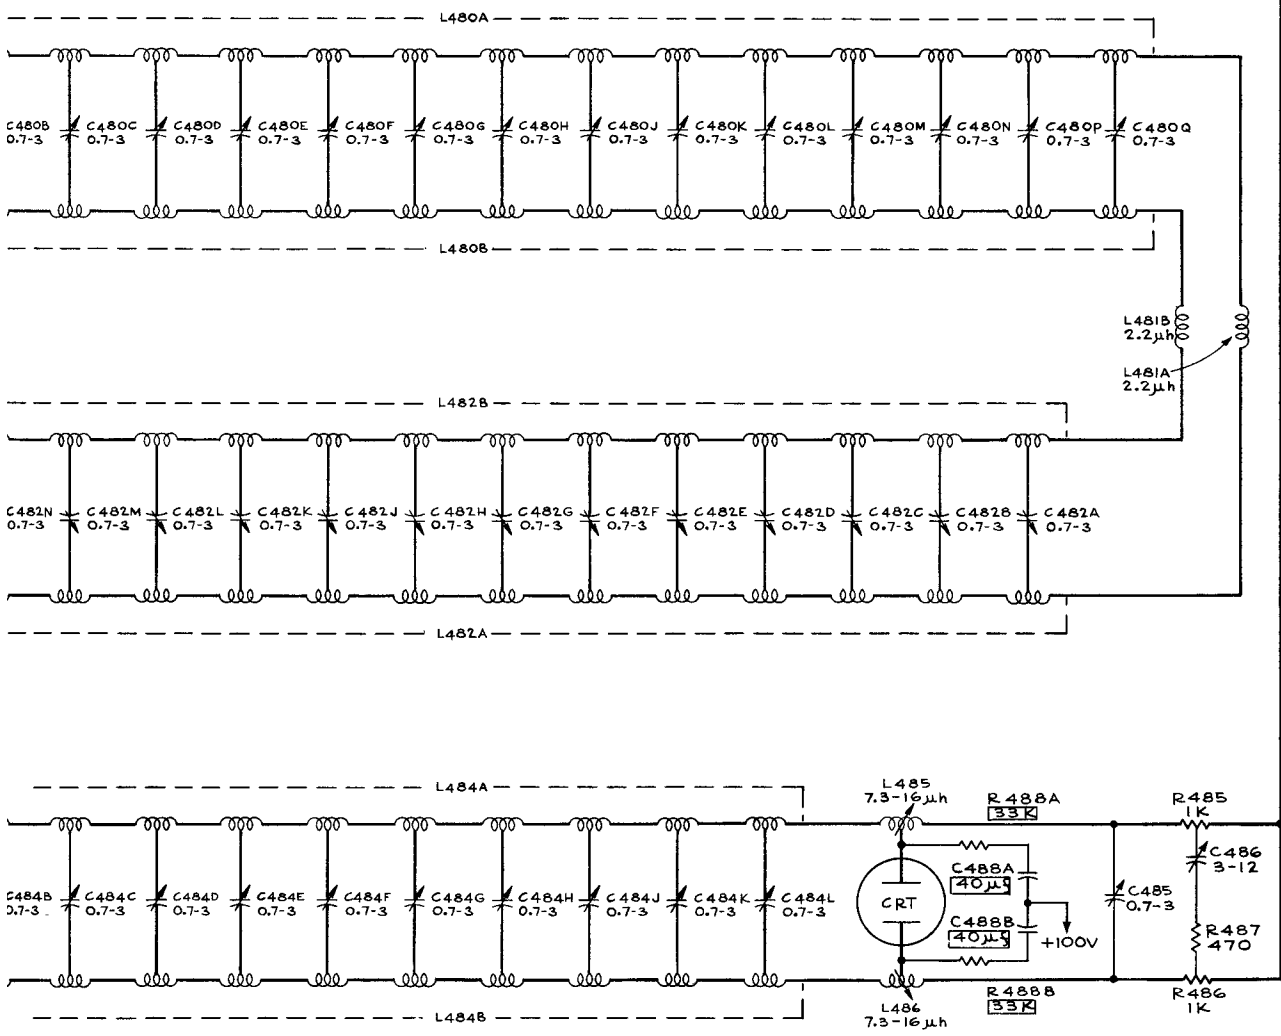 L480A
C480B C480C C480D C480E C480F C480G C480H C480J C480K C480L C480M C480N C480P C480Q
0.7-3 0.7-3 0.7-3 0.7-3 0.7-3 0.7-3 0.7-3 0.7-3 0.7-3 0.7-3 0.7-3 0.7-3 0.7-3 0.7-3
L480B
L481B
2.2μh
L481A
2.2μh
L482B
C482N C482M C482L C482K C482J C482H C482G C482F C482E C482D C482C C482B C482A
0.7-3 0.7-3 0.7-3 0.7-3 0.7-3 0.7-3 0.7-3 0.7-3 0.7-3 0.7-3 0.7-3 0.7-3 0.7-3
L482A
L484A
L485
7.3-16μh
R488A
33K
R485
1K
C486
3-12
C484B C484C C484D C484E C484F C484G C484H C484J C484K C484L
0.7-3 0.7-3 0.7-3 0.7-3 0.7-3 0.7-3 0.7-3 0.7-3 0.7-3 0.7-3
CRT
C488A
40μf
C485
0.7-3
C488B
40μf
+100V
R487
470
L484B
L486
7.3-16μh
R488B
33K
R486
1K